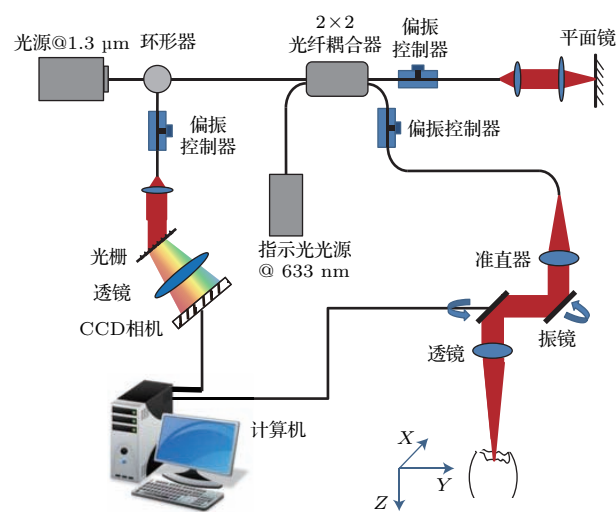 光源@1.3 µm
环形器
2×2
光纤耦合器
偏振
控制器
平面镜
偏振
控制器
偏振控制器
指示光光源
@ 633 nm
光栅
透镜
CCD相机
准直器
振镜
透镜
计算机
X
Y
Z